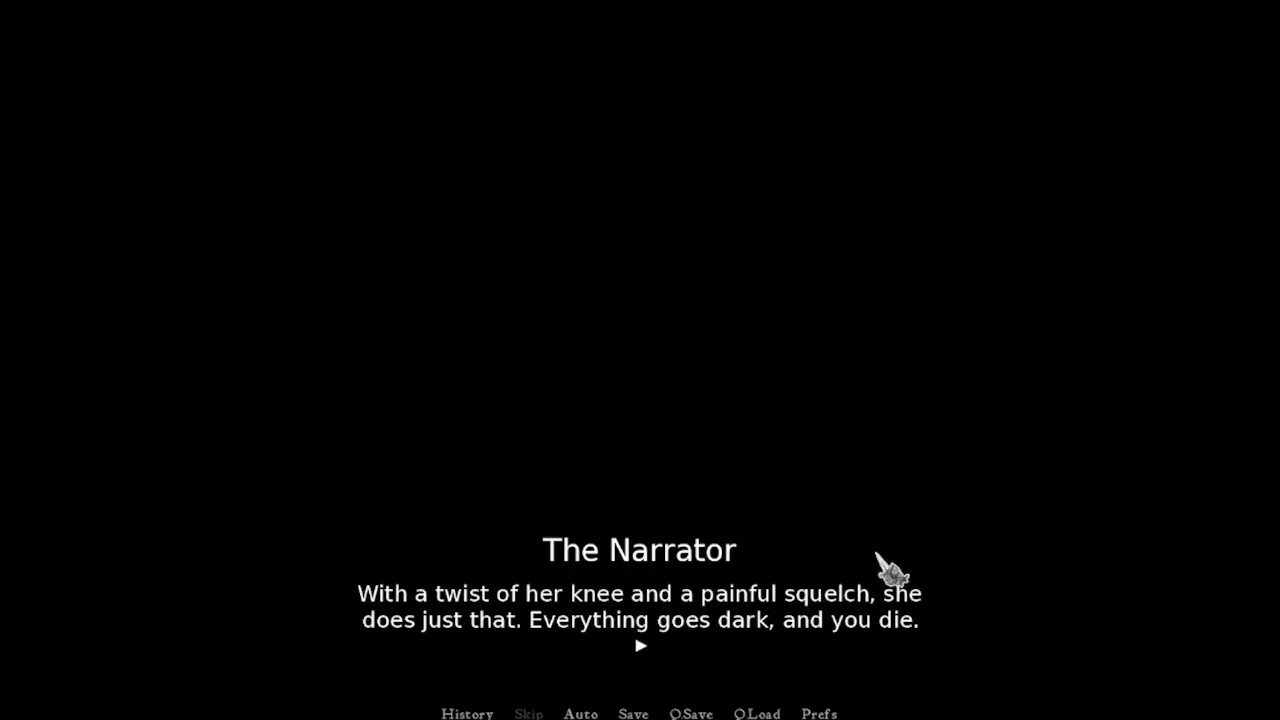 The Narrator
With a twist of her knee and a painful squelch, she
does just that. Everything goes dark, and you die.
History Skip Auto Save Q.Save Q.Load Prefs